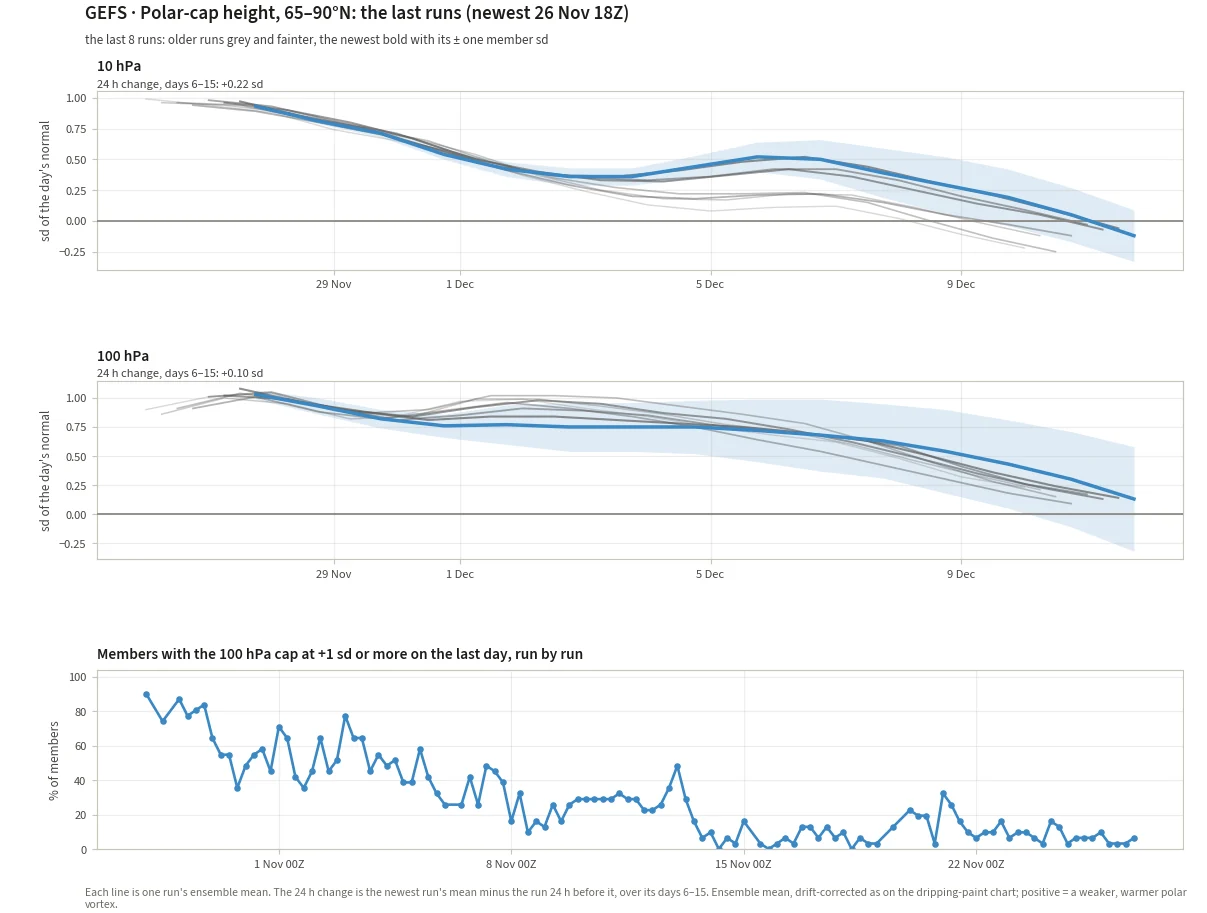 GEFS · Polar-cap height, 65–90°N: the last runs (newest 26 Nov 18Z)
the last 8 runs: older runs grey and fainter, the newest bold with its ± one member sd
10 hPa
24 h change, days 6–15: +0.22 sd
sd of the day's normal
1.00
0.75
0.50
0.25
0.00
−0.25
29 Nov 1 Dec 5 Dec 9 Dec
100 hPa
24 h change, days 6–15: +0.10 sd
sd of the day's normal
1.00
0.75
0.50
0.25
0.00
−0.25
29 Nov 1 Dec 5 Dec 9 Dec
Members with the 100 hPa cap at +1 sd or more on the last day, run by run
% of members
100
80
60
40
20
0
1 Nov 00Z 8 Nov 00Z 15 Nov 00Z 22 Nov 00Z
Each line is one run's ensemble mean. The 24 h change is the newest run's mean minus the run 24 h before it, over its days 6–15. Ensemble mean, drift-corrected as on the dripping-paint chart; positive = a weaker, warmer polar
vortex.